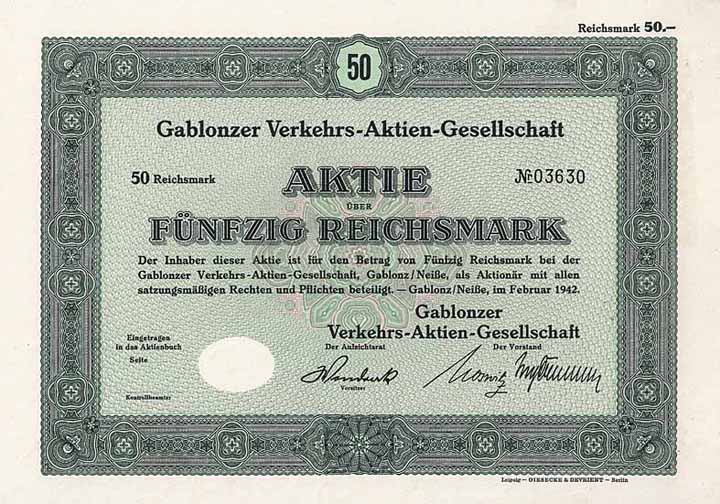 Reichsmark 50.–
50
Gablonzer Verkehrs-Aktien-Gesellschaft
50 Reichsmark AKTIE № 03630
ÜBER
FÜNFZIG REICHSMARK
Der Inhaber dieser Aktie ist für den Betrag von Fünfzig Reichsmark bei der
Gablonzer Verkehrs-Aktien-Gesellschaft, Gablonz/Neiße, als Aktionär mit allen
satzungsmäßigen Rechten und Pflichten beteiligt. — Gablonz/Neiße, im Februar 1942.
Gablonzer
Verkehrs-Aktien-Gesellschaft
Eingetragen
in das Aktienbuch
Seite
Der Aufsichtsrat Der Vorstand
Vorsitzer
Kontrollbeamter
Leipzig — GIESECKE & DEVRIENT — Berlin